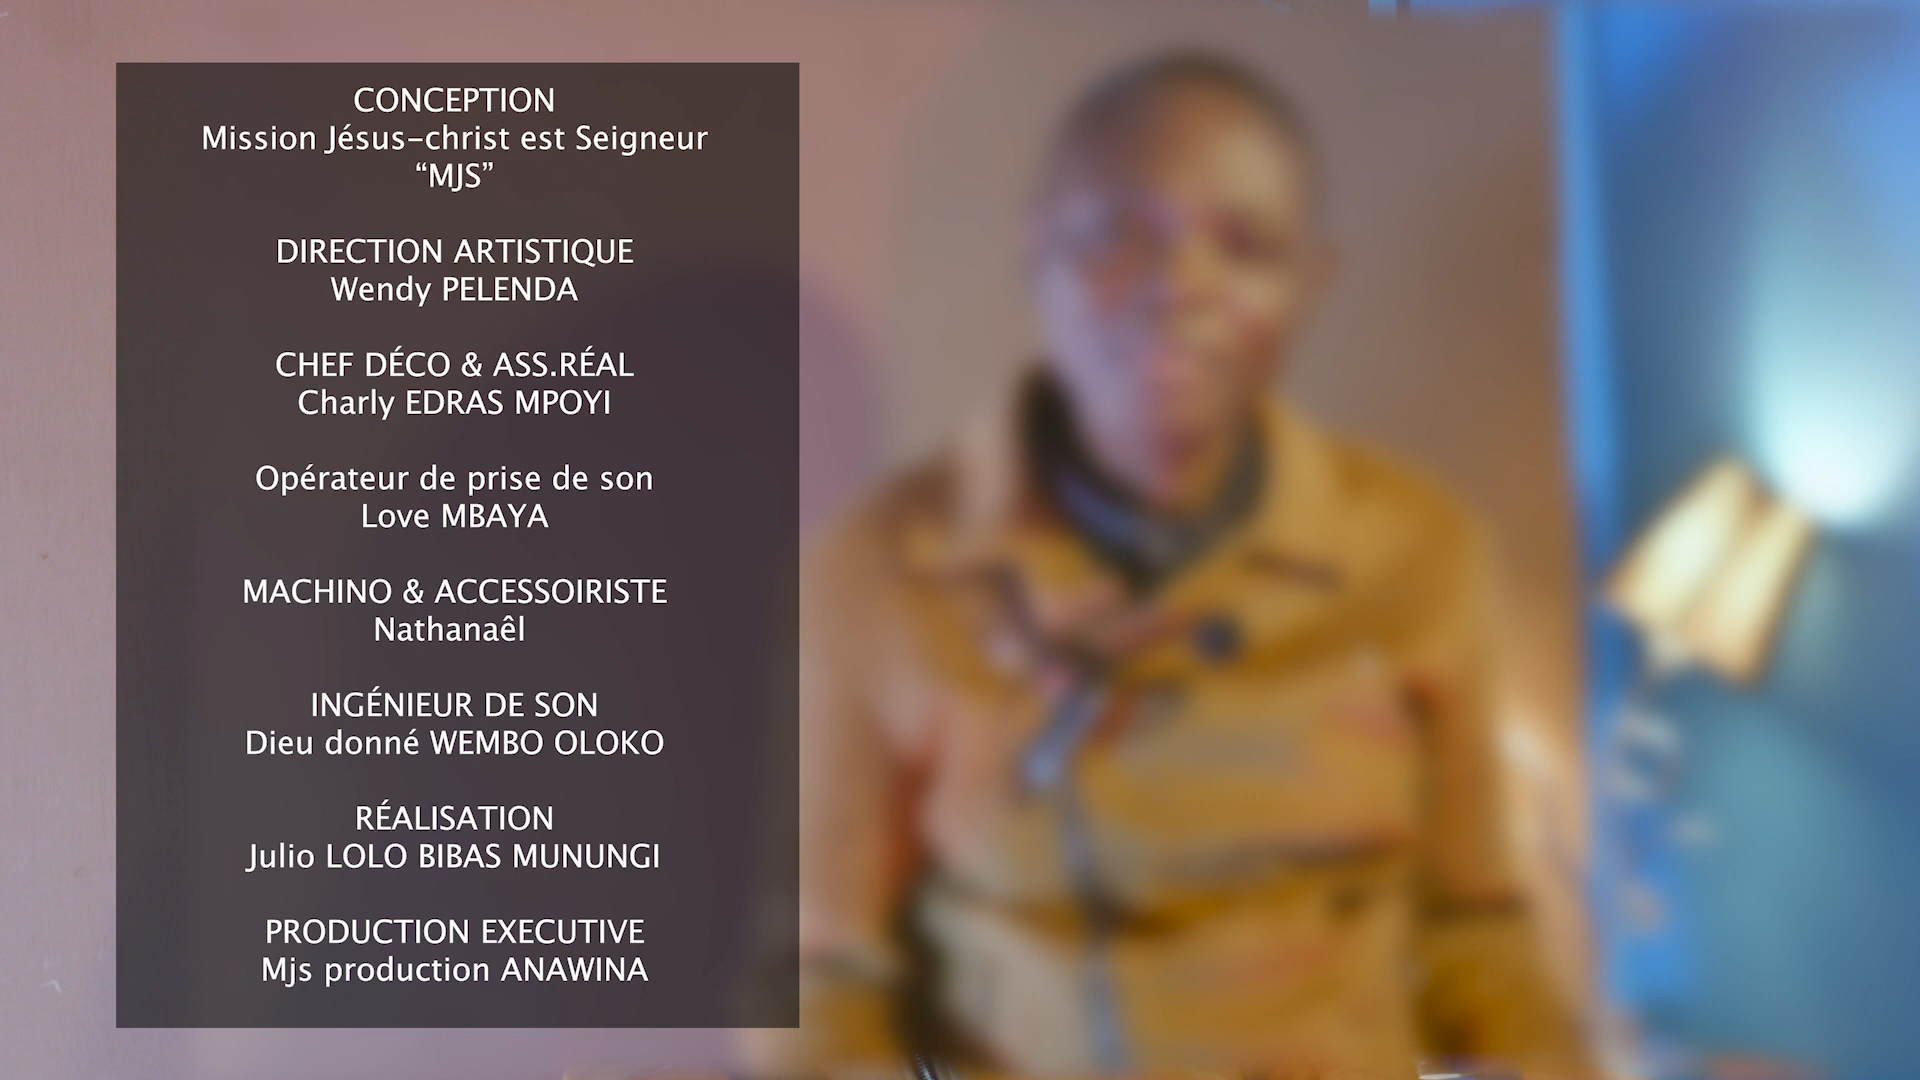 CONCEPTION
Mission Jésus-christ est Seigneur
“MJS”
DIRECTION ARTISTIQUE
Wendy PELENDA
CHEF DÉCO & ASS.RÉAL
Charly EDRAS MPOYI
Opérateur de prise de son
Love MBAYA
MACHINO & ACCESSOIRISTE
Nathanaêl
INGÉNIEUR DE SON
Dieu donné WEMBO OLOKO
RÉALISATION
Julio LOLO BIBAS MUNUNGI
PRODUCTION EXECUTIVE
Mjs production ANAWINA